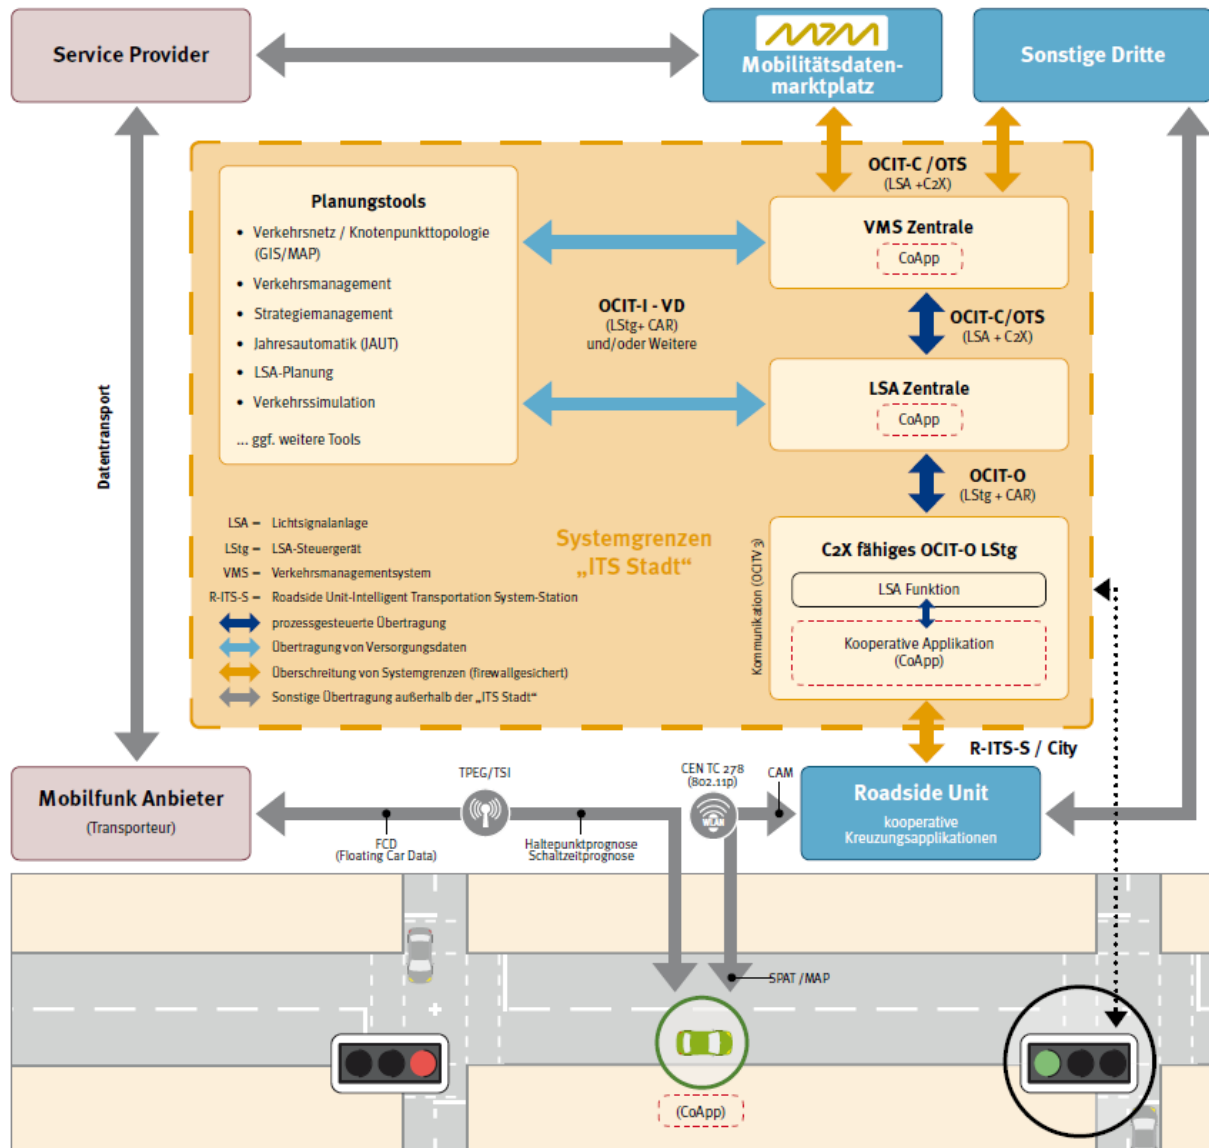 Service Provider
mdm
Mobilitätsdaten-
marktplatz
Sonstige Dritte
OCIT-C /OTS
(LSA +C2X)
Planungstools
• Verkehrsnetz / Knotenpunkttopologie
(GIS/MAP)
• Verkehrsmanagement
• Strategiemanagement
• Jahresautomatik (JAUT)
• LSA-Planung
• Verkehrssimulation
... ggf. weitere Tools
VMS Zentrale
CoApp
OCIT-I - VD
(LStg+ CAR)
und/oder Weitere
OCIT-C/OTS
(LSA + C2X)
LSA Zentrale
CoApp
Datentransport
OCIT-O
(LStg + CAR)
LSA = Lichtsignalanlage
LStg = LSA-Steuergerät
VMS = Verkehrsmanagementsystem
R-ITS-S = Roadside Unit-Intelligent Transportation System-Station
prozessgesteuerte Übertragung
Übertragung von Versorgungsdaten
Überschreitung von Systemgrenzen (firewallgesichert)
Sonstige Übertragung außerhalb der „ITS Stadt“
Systemgrenzen
„ITS Stadt“
Kommunikation (OCITV 3)
C2X fähiges OCIT-O LStg
LSA Funktion
Kooperative Applikation
(CoApp)
R-ITS-S / City
Mobilfunk Anbieter
(Transporteur)
TPEG/TSI
FCD
(Floating Car Data)
Haltepunktprognose
Schaltzeitprognose
CEN TC 278
(802.11p)
WLAN
CAM
Roadside Unit
kooperative
Kreuzungsapplikationen
SPAT /MAP
(CoApp)